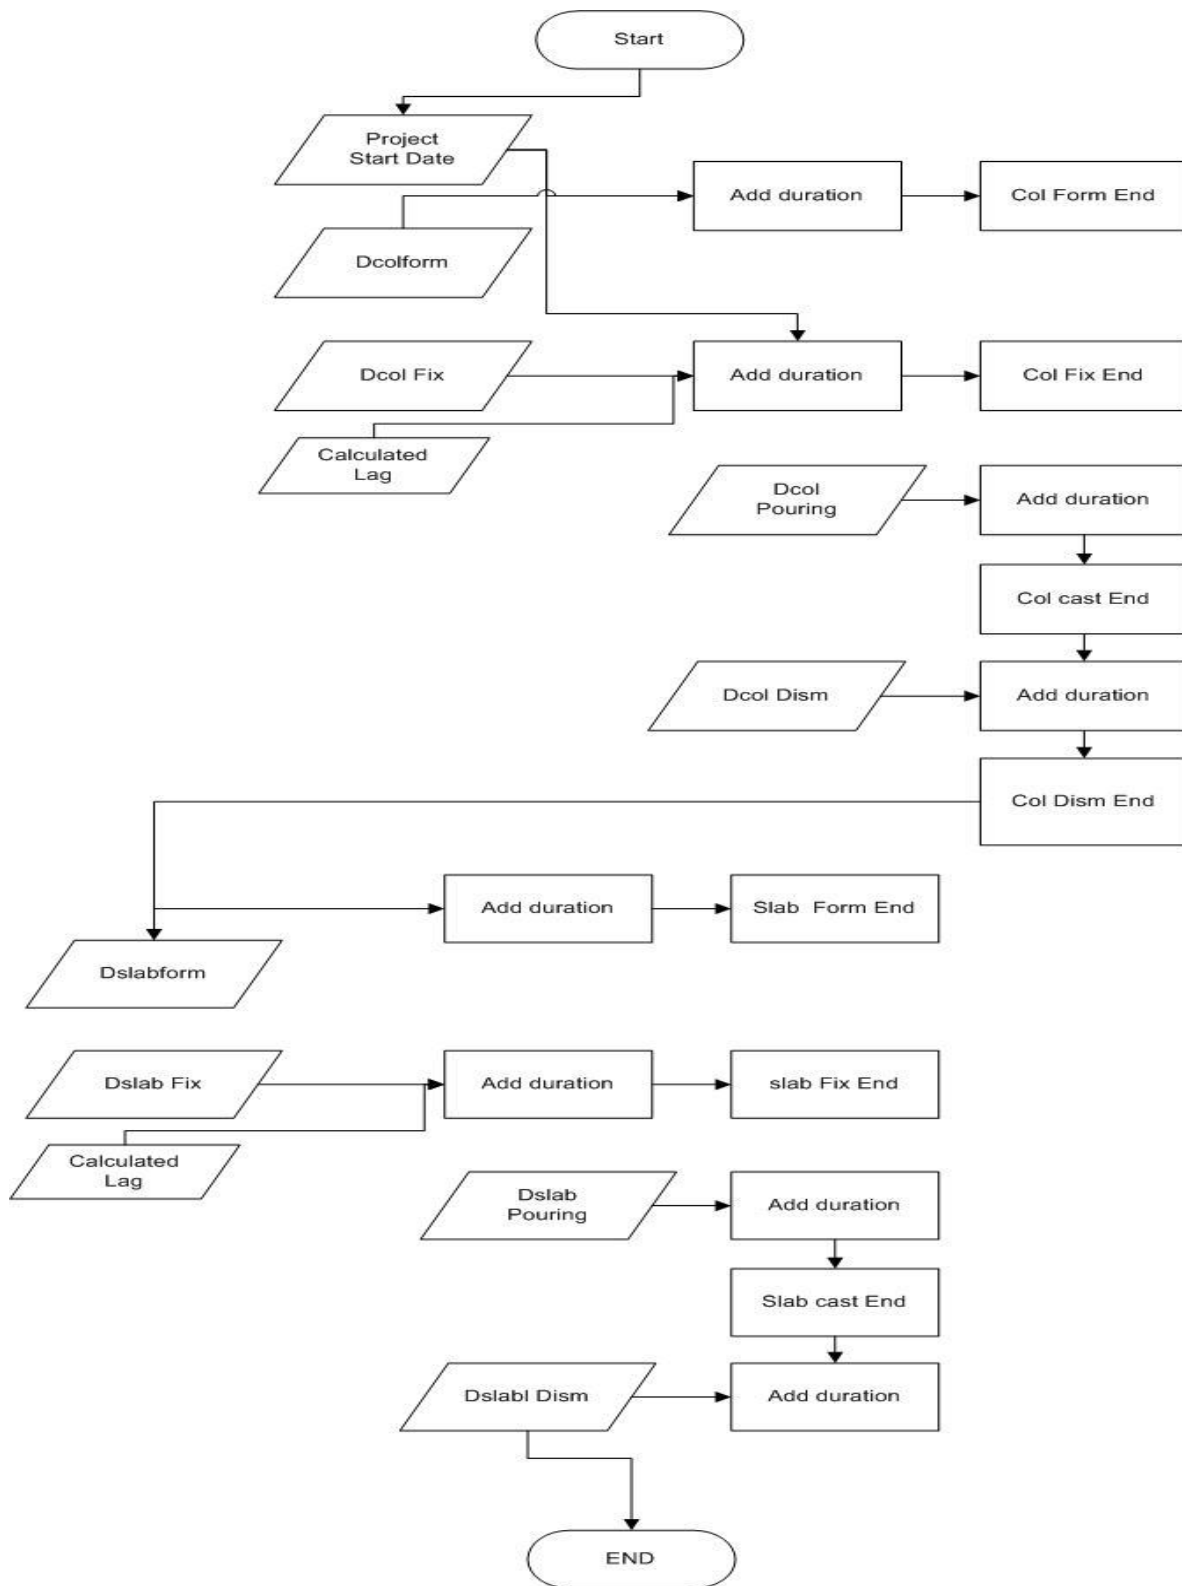 Start
Project
Start Date
Add duration
Col Form End
Dcolform
Dcol Fix
Add duration
Col Fix End
Calculated
Lag
Dcol
Pouring
Add duration
Col cast End
Dcol Dism
Add duration
Col Dism End
Add duration
Slab Form End
Dslabform
Dslab Fix
Add duration
slab Fix End
Calculated
Lag
Dslab
Pouring
Add duration
Slab cast End
Dslabl Dism
Add duration
END